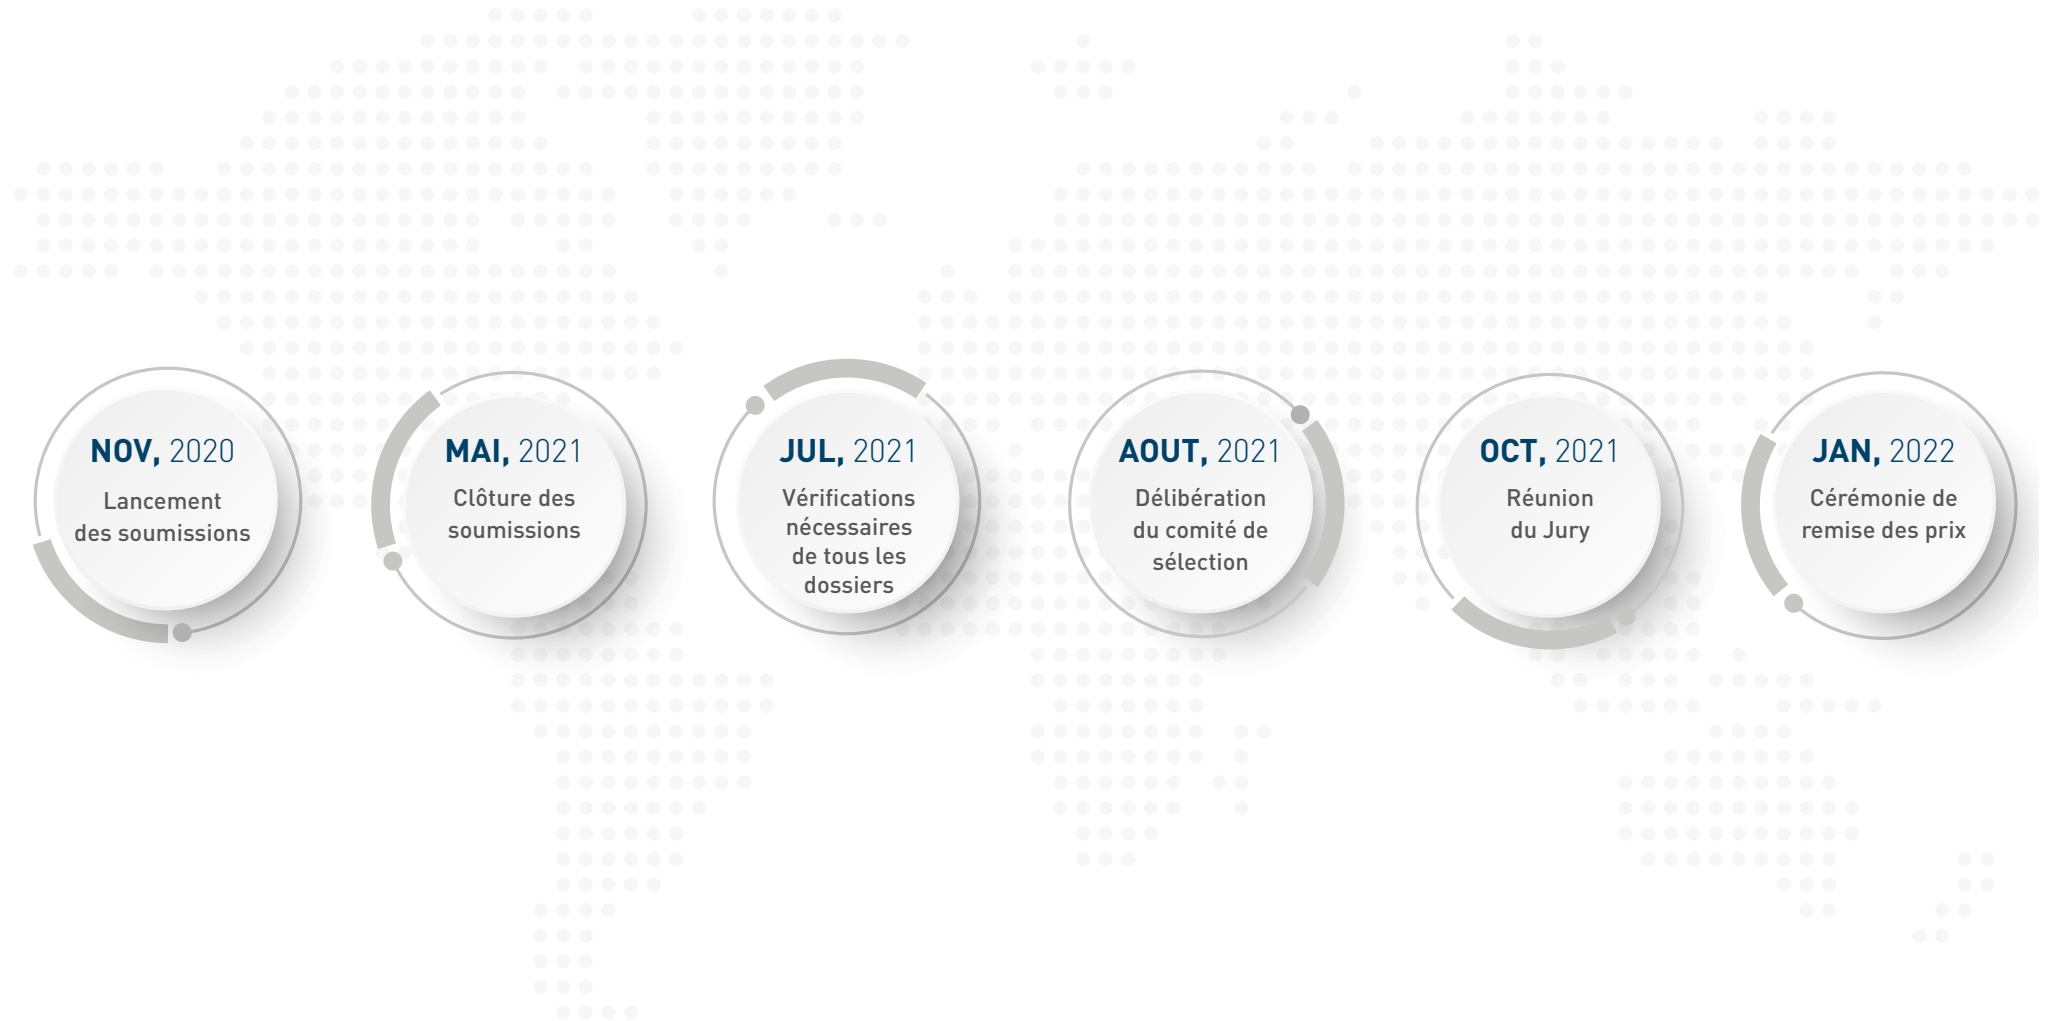 NOV, 2020
Lancement
des soumissions
MAI, 2021
Clôture des
soumissions
JUL, 2021
Vérifications
nécessaires
de tous les
dossiers
AOUT, 2021
Délibération
du comité de
sélection
OCT, 2021
Réunion
du Jury
JAN, 2022
Cérémonie de
remise des prix